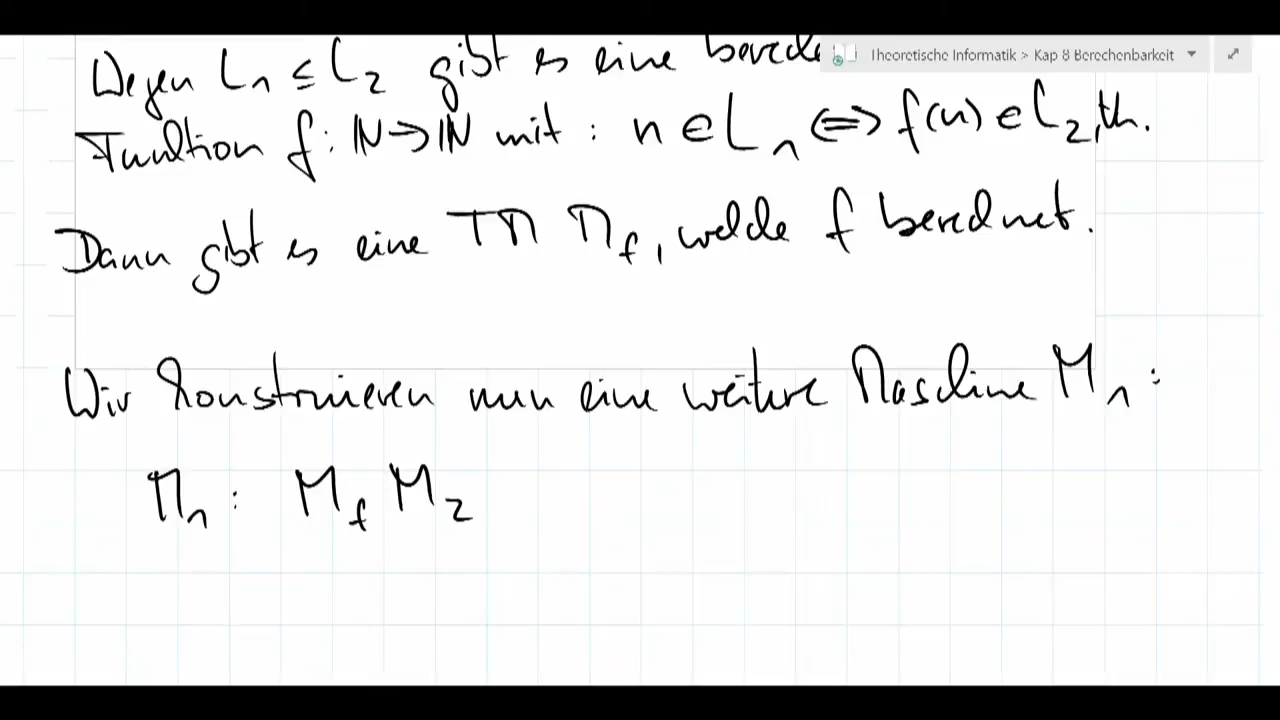 Wegen L₁ ≤ L₂ gibt es eine berech
Theoretische Informatik > Kap 8 Berechenbarkeit
Funktion f: ℕ→ℕ mit: n ∈ L₁ ⟺ f(n) ∈ L₂,
Dann gibt es eine TM M_f, welche f berechnet.
Wir konstruieren nun eine weitere Maschine M₁:
M₁: M_f M₂